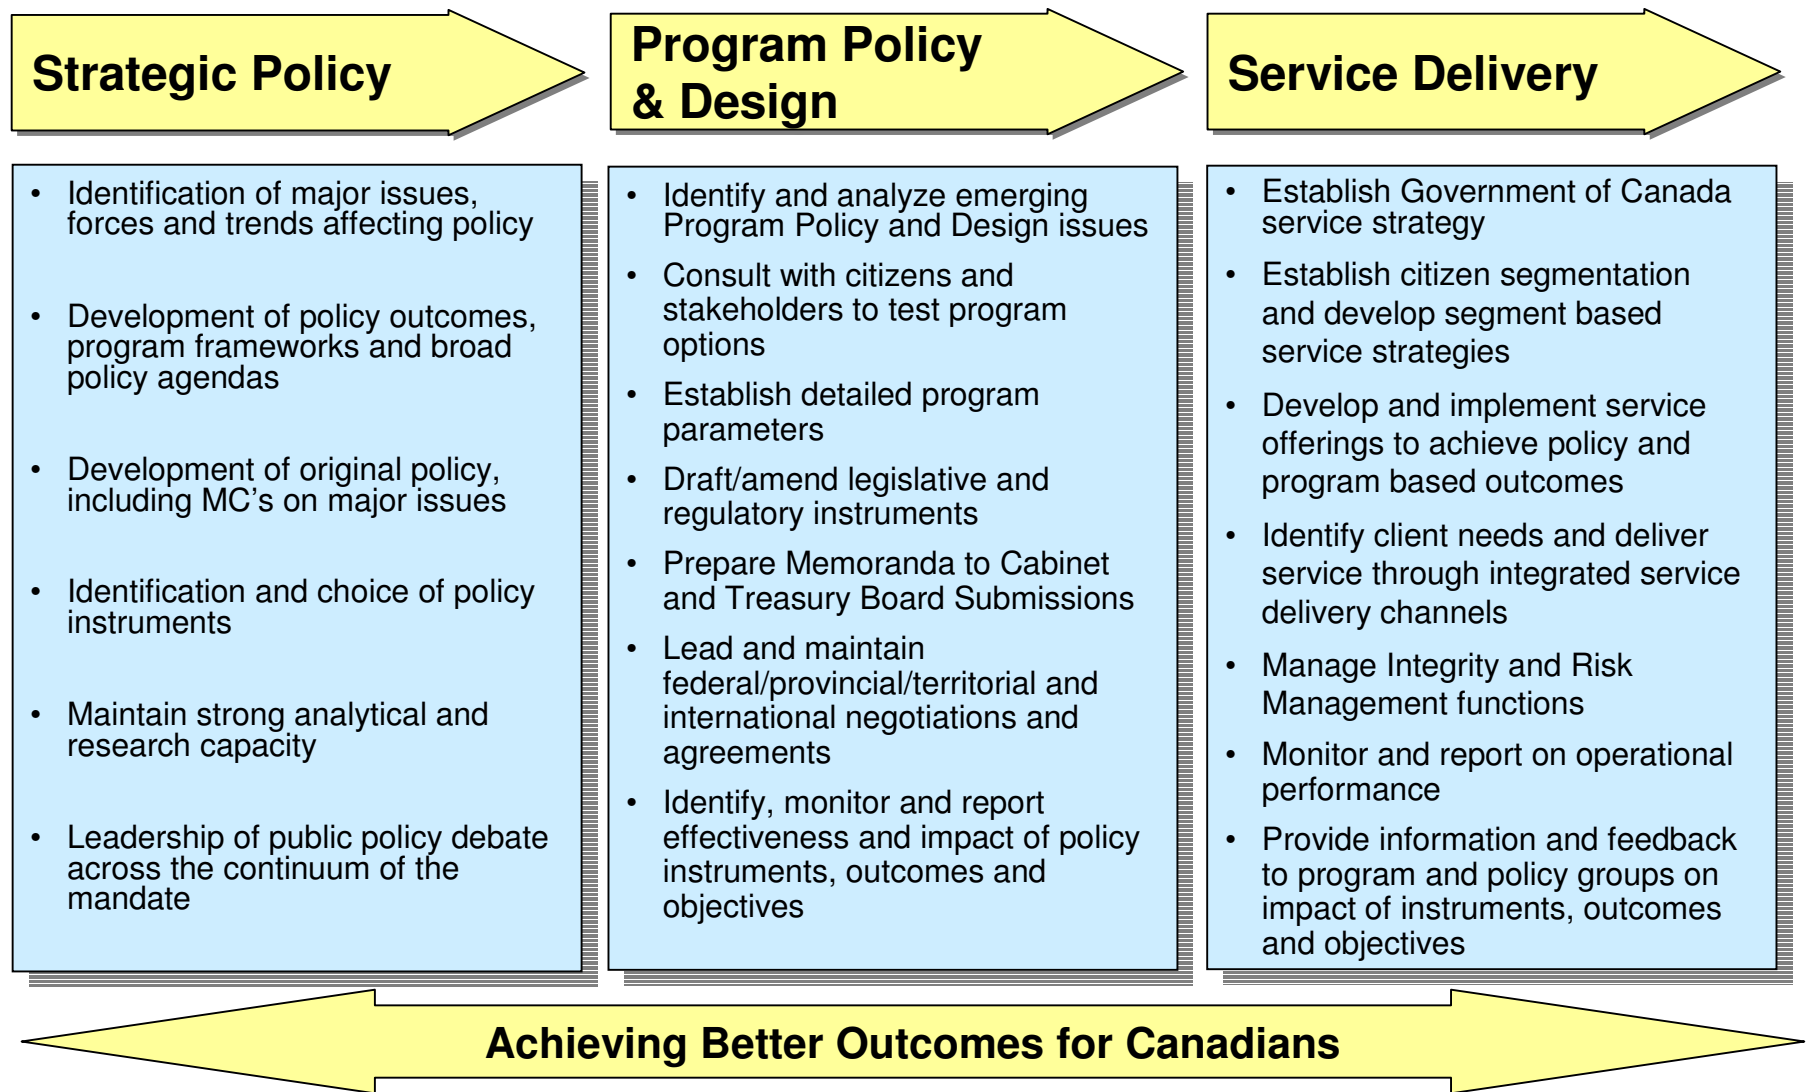 Strategic Policy
• Identification of major issues,
forces and trends affecting policy
• Development of policy outcomes,
program frameworks and broad
policy agendas
• Development of original policy,
including MC's on major issues
• Identification and choice of policy
instruments
• Maintain strong analytical and
research capacity
• Leadership of public policy debate
across the continuum of the
mandate
Program Policy
& Design
• Identify and analyze emerging
Program Policy and Design issues
• Consult with citizens and
stakeholders to test program
options
• Establish detailed program
parameters
• Draft/amend legislative and
regulatory instruments
• Prepare Memoranda to Cabinet
and Treasury Board Submissions
• Lead and maintain
federal/provincial/territorial and
international negotiations and
agreements
• Identify, monitor and report
effectiveness and impact of policy
instruments, outcomes and
objectives
Service Delivery
• Establish Government of Canada
service strategy
• Establish citizen segmentation
and develop segment based
service strategies
• Develop and implement service
offerings to achieve policy and
program based outcomes
• Identify client needs and deliver
service through integrated service
delivery channels
• Manage Integrity and Risk
Management functions
• Monitor and report on operational
performance
• Provide information and feedback
to program and policy groups on
impact of instruments, outcomes
and objectives
Achieving Better Outcomes for Canadians